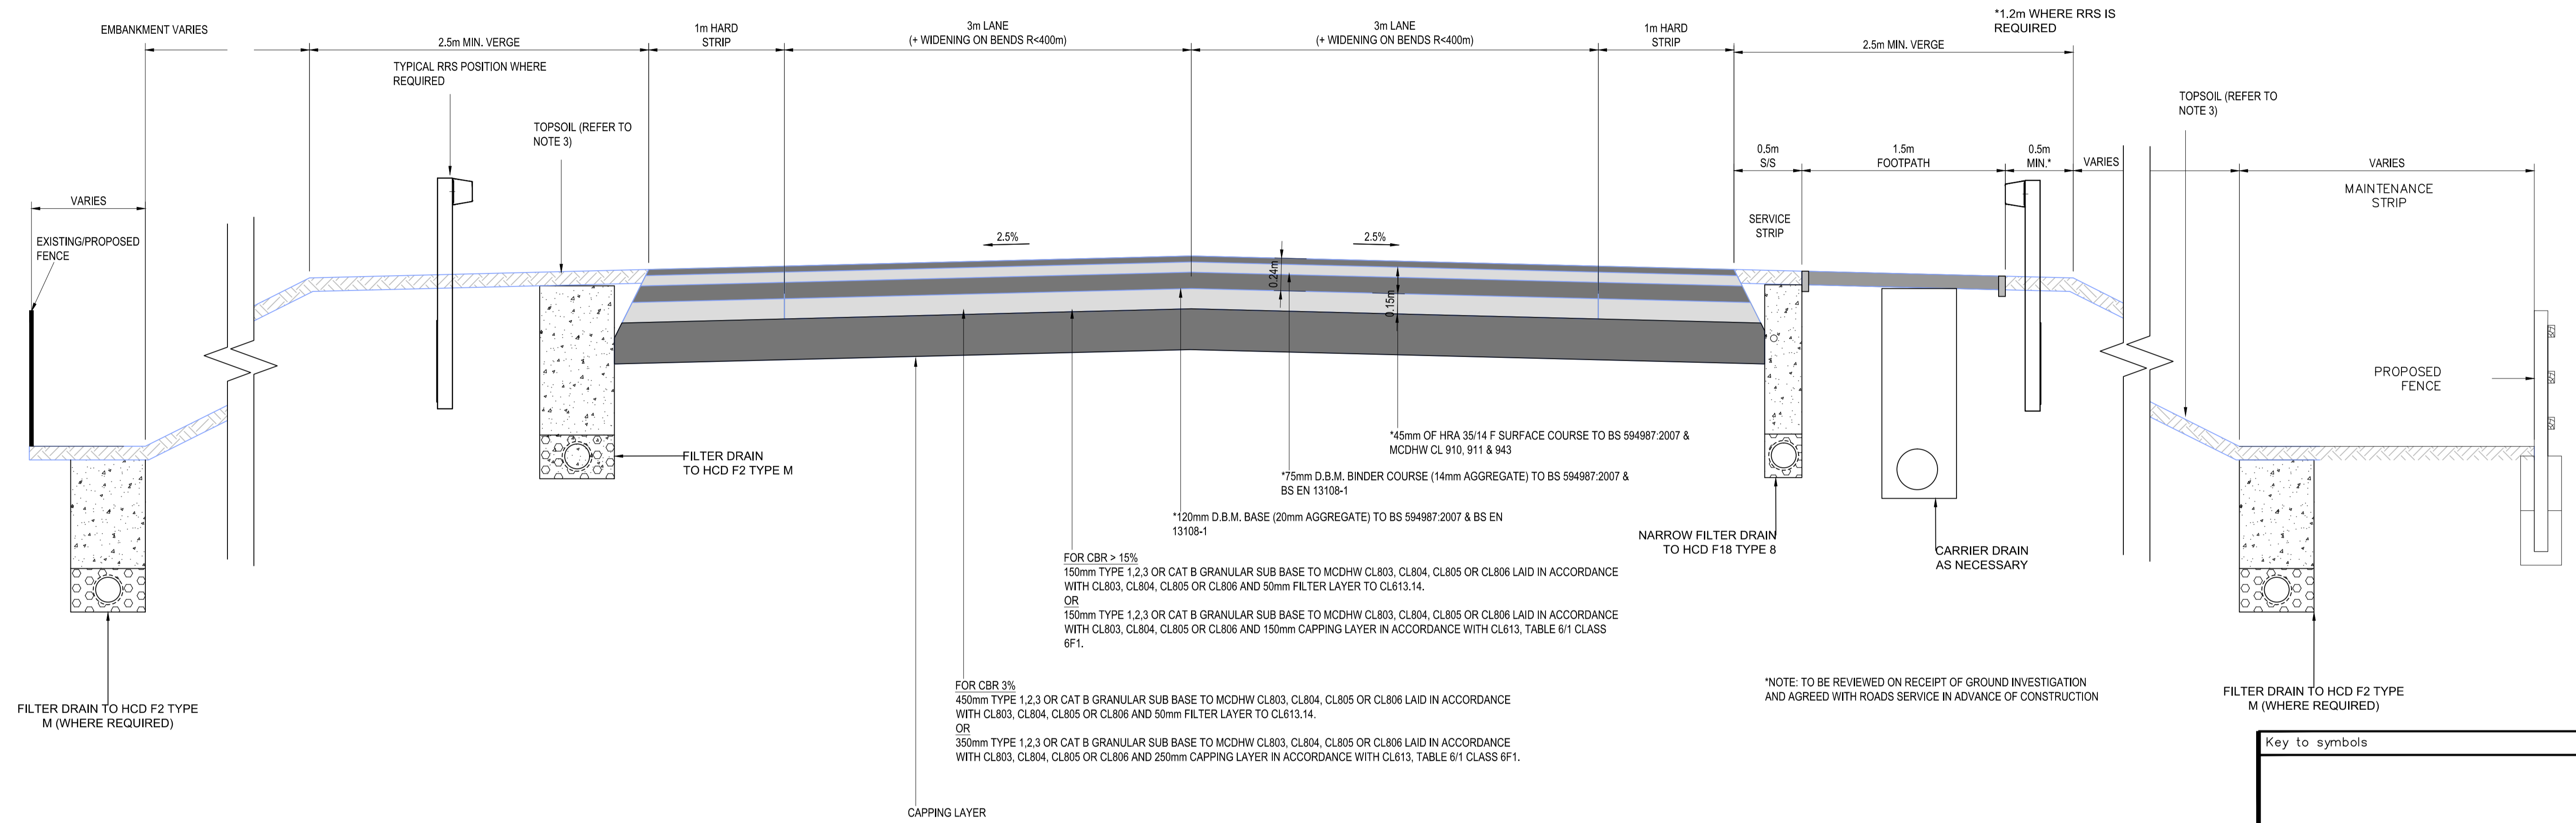 *1.2m WHERE RRS IS
REQUIRED
EMBANKMENT VARIES
2.5m MIN. VERGE
1m HARD
STRIP
3m LANE
(+ WIDENING ON BENDS R<400m)
3m LANE
(+ WIDENING ON BENDS R<400m)
1m HARD
STRIP
2.5m MIN. VERGE
TYPICAL RRS POSITION WHERE
REQUIRED
TOPSOIL (REFER TO
NOTE 3)
TOPSOIL (REFER TO
NOTE 3)
0.5m
S/S
1.5m
FOOTPATH
0.5m
MIN.*
VARIES
VARIES
MAINTENANCE
STRIP
VARIES
EXISTING/PROPOSED
FENCE
SERVICE
STRIP
2.5%
2.5%
0.24m
0.15m
PROPOSED
FENCE
*45mm OF HRA 35/14 F SURFACE COURSE TO BS 594987:2007 &
MCDHW CL 910, 911 & 943
FILTER DRAIN
TO HCD F2 TYPE M
*75mm D.B.M. BINDER COURSE (14mm AGGREGATE) TO BS 594987:2007 &
BS EN 13108-1
*120mm D.B.M. BASE (20mm AGGREGATE) TO BS 594987:2007 & BS EN
13108-1
NARROW FILTER DRAIN
TO HCD F18 TYPE 8
CARRIER DRAIN
AS NECESSARY
FOR CBR > 15%
150mm TYPE 1,2,3 OR CAT B GRANULAR SUB BASE TO MCDHW CL803, CL804, CL805 OR CL806 LAID IN ACCORDANCE
WITH CL803, CL804, CL805 OR CL806 AND 50mm FILTER LAYER TO CL613.14.
OR
150mm TYPE 1,2,3 OR CAT B GRANULAR SUB BASE TO MCDHW CL803, CL804, CL805 OR CL806 LAID IN ACCORDANCE
WITH CL803, CL804, CL805 OR CL806 AND 150mm CAPPING LAYER IN ACCORDANCE WITH CL613, TABLE 6/1 CLASS
6F1.
FOR CBR 3%
450mm TYPE 1,2,3 OR CAT B GRANULAR SUB BASE TO MCDHW CL803, CL804, CL805 OR CL806 LAID IN ACCORDANCE
WITH CL803, CL804, CL805 OR CL806 AND 50mm FILTER LAYER TO CL613.14.
OR
350mm TYPE 1,2,3 OR CAT B GRANULAR SUB BASE TO MCDHW CL803, CL804, CL805 OR CL806 LAID IN ACCORDANCE
WITH CL803, CL804, CL805 OR CL806 AND 250mm CAPPING LAYER IN ACCORDANCE WITH CL613, TABLE 6/1 CLASS 6F1.
*NOTE: TO BE REVIEWED ON RECEIPT OF GROUND INVESTIGATION
AND AGREED WITH ROADS SERVICE IN ADVANCE OF CONSTRUCTION
FILTER DRAIN TO HCD F2 TYPE
M (WHERE REQUIRED)
FILTER DRAIN TO HCD F2 TYPE
M (WHERE REQUIRED)
Key to symbols
CAPPING LAYER